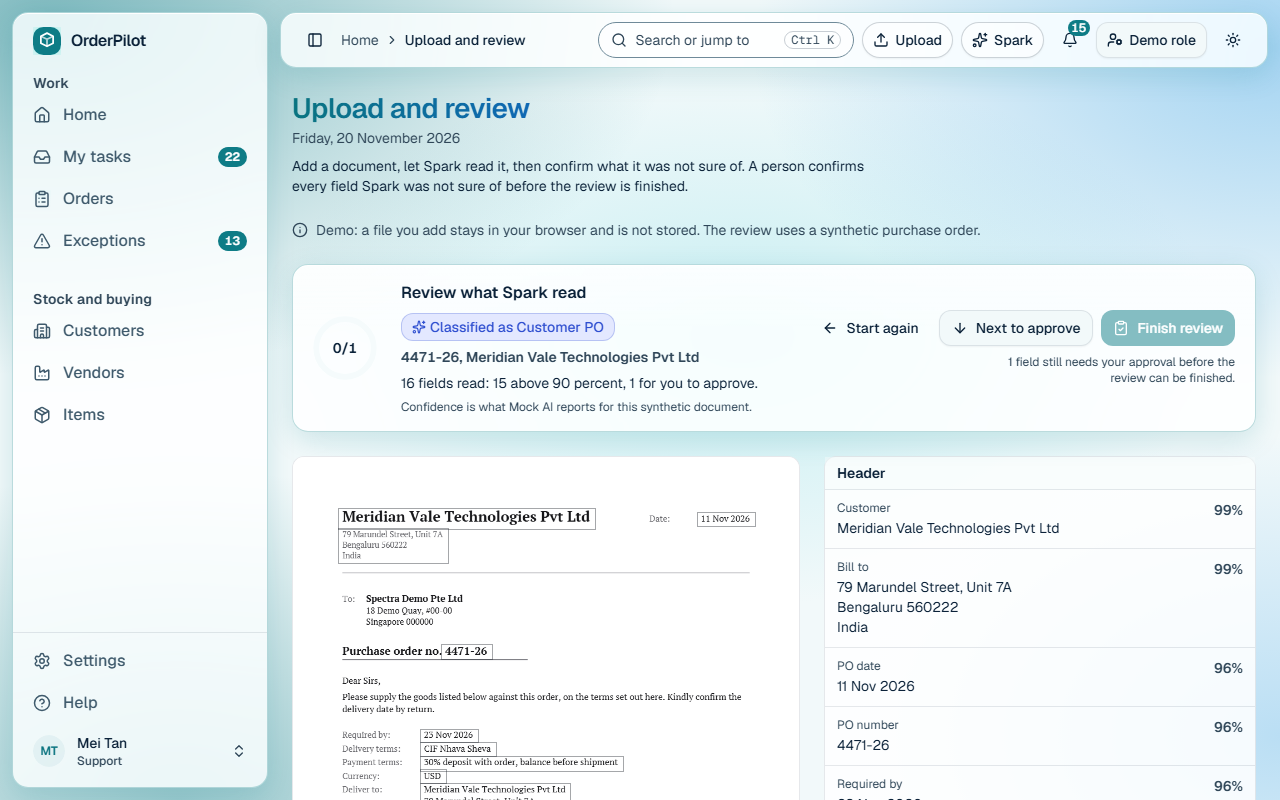 OrderPilot
Work
Home
My tasks 22
Orders
Exceptions 13
Stock and buying
Customers
Vendors
Items
Settings
Help
MT Mei Tan
Support
Home > Upload and review
Search or jump to Ctrl K
Upload
Spark
15
Demo role
Upload and review
Friday, 20 November 2026
Add a document, let Spark read it, then confirm what it was not sure of. A person confirms
every field Spark was not sure of before the review is finished.
Demo: a file you add stays in your browser and is not stored. The review uses a synthetic purchase order.
0/1
Review what Spark read
Classified as Customer PO
4471-26, Meridian Vale Technologies Pvt Ltd
16 fields read: 15 above 90 percent, 1 for you to approve.
Confidence is what Mock AI reports for this synthetic document.
Start again
Next to approve
Finish review
1 field still needs your approval before the
review can be finished.
Meridian Vale Technologies Pvt Ltd
Date: 11 Nov 2026
79 Marundel Street, Unit 7A
Bengaluru 560222
India
To: Spectra Demo Pte Ltd
18 Demo Quay, #00-00
Singapore 000000
Purchase order no. 4471-26
Dear Sirs,
Please supply the goods listed below against this order, on the terms set out here. Kindly confirm the
delivery date by return.
Required by: 23 Nov 2026
Delivery terms: CIF Nhava Sheva
Payment terms: 30% deposit with order, balance before shipment
Currency: USD
Deliver to: Meridian Vale Technologies Pvt Ltd
Header
Customer 99%
Meridian Vale Technologies Pvt Ltd
Bill to 99%
79 Marundel Street, Unit 7A
Bengaluru 560222
India
PO date 96%
11 Nov 2026
PO number 96%
4471-26
Required by 96%